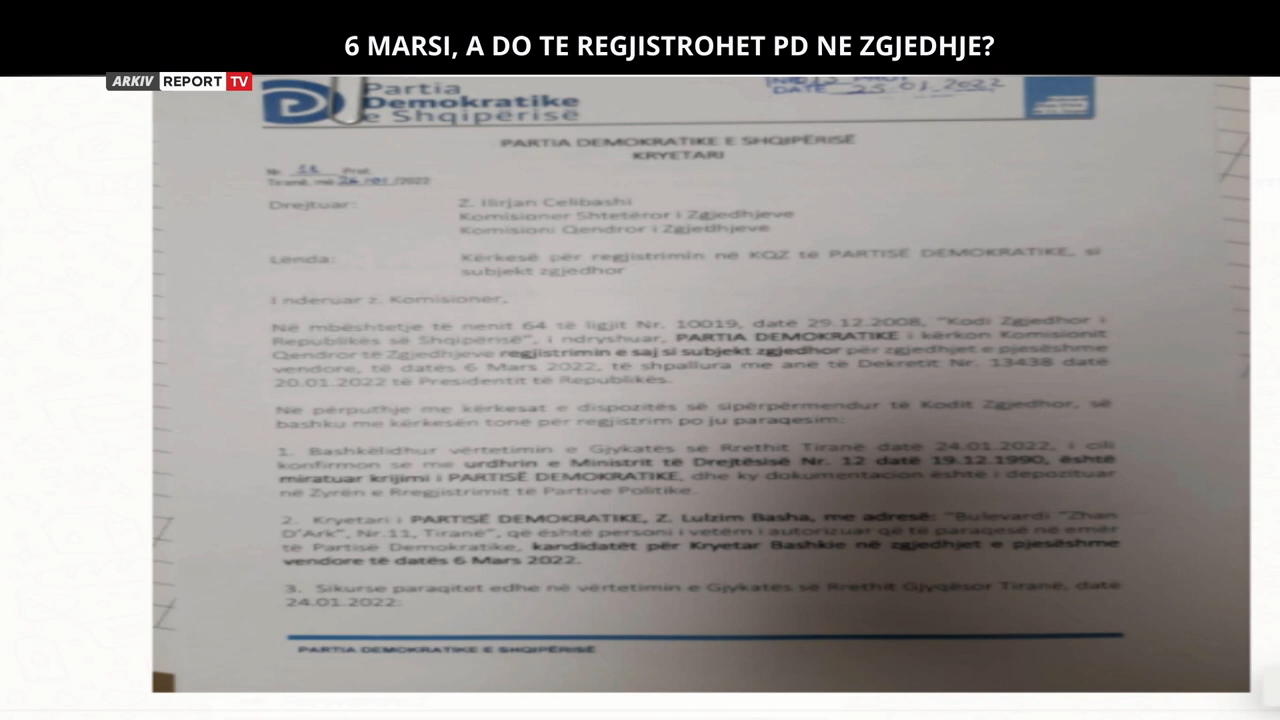 6 MARSI, A DO TE REGJISTROHET PD NE ZGJEDHJE?
ARKIV REPORT TV
Partia
Demokratike
e Shqipërisë
DATË 25 01.2022
PARTIA DEMOKRATIKE E SHQIPËRISË
KRYETARI
Nr. Prot.
Tiranë, më /2022
Drejtuar: Z. Ilirjan Celibashi
Komisioner Shtetëror i Zgjedhjeve
Komisioni Qendror i Zgjedhjeve
Lënda: Kërkesë për regjistrimin në KQZ të PARTISË DEMOKRATIKE, si
subjekt zgjedhor
I nderuar z. Komisioner,
Në mbështetje të nenit 64 të ligjit Nr. 10019, datë 29.12.2008, "Kodi Zgjedhor i
Republikës së Shqipërisë", i ndryshuar, PARTIA DEMOKRATIKE i kërkon Komisionit
Qendror të Zgjedhjeve regjistrimin e saj si subjekt zgjedhor për zgjedhjet e pjesëshme
vendore, të datës 6 Mars 2022, të shpallura me anë të Dekretit Nr. 13438 datë
20.01.2022 të Presidentit të Republikës.
Në përputhje me kërkesat e dispozitës së sipërpërmendur të Kodit Zgjedhor, së
bashku me kërkesën tonë për regjistrim po ju paraqesim:
1. Bashkëlidhur vërtetimin e Gjykatës së Rrethit Tiranë datë 24.01.2022, i cili
konfirmon se me urdhrin e Ministrit të Drejtësisë Nr. 12 datë 19.12.1990, është
miratuar krijimi i PARTISË DEMOKRATIKE, dhe ky dokumentacion është i depozituar
në Zyrën e Rregjistrimit të Partive Politike.
2. Kryetari i PARTISË DEMOKRATIKE, Z. Lulzim Basha, me adresë: "Bulevardi "Zhan
D'Ark", Nr.11, Tiranë", që është personi i vetëm i autorizuar që të paraqesë në emër
të Partisë Demokratike, kandidatët për Kryetar Bashkie në zgjedhjet e pjesëshme
vendore të datës 6 Mars 2022.
3. Sikurse paraqitet edhe në vërtetimin e Gjykatës së Rrethit Gjyqësor Tiranë, datë
24.01.2022:
PARTIA DEMOKRATIKE E SHQIPËRISË